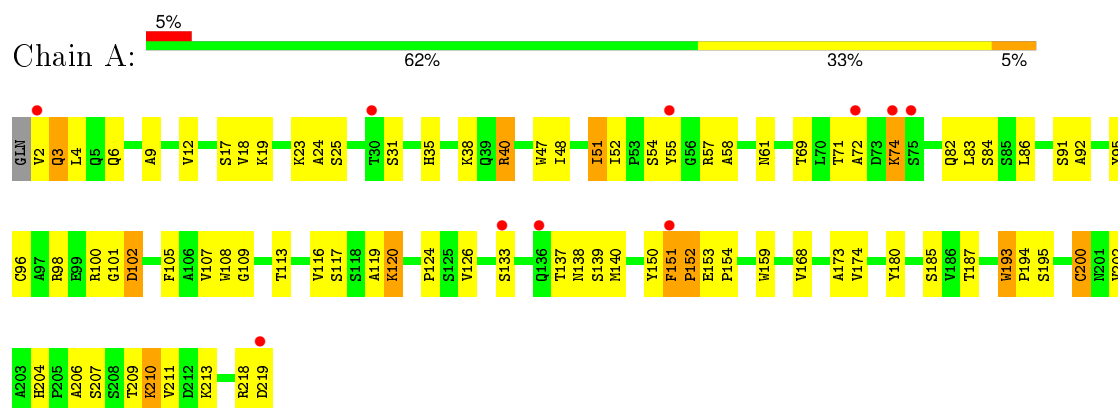 5%
Chain A:
62% 33% 5%
GLN V2 Q3 L4 Q5 Q6 A9 V12 S17 V18 K19 K23 A24 S25 T30 S31 H35 K38 Q39 R40 W47 I48 I51 I52 P53 S54 Y55 G56 R57 A58 N61 T69 L70 T71 A72 D73 K74 S75 Q82 L83 S84 S85 L86 S91 A92 Y95
C96 A97 R98 E99 R100 G101 D102 F105 A106 V107 W108 G109 T113 V116 S117 S118 A119 K120 P124 S125 V126 S133 Q136 T137 N138 S139 M140 Y150 F151 P152 E153 P154 W159 V168 A173 V174 Y180 S185 V186 T187 W193 P194 S195 C200 N201 V202
A203 H204 P205 A206 S207 S208 T209 K210 V211 D212 K213 R218 D219